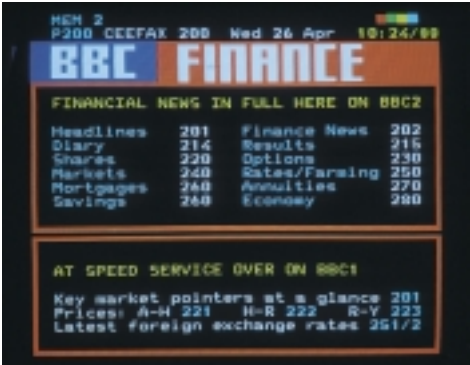 MEM 2
P200 CEEFAX 200 Wed 26 Apr 10:24/00
BBC FINANCE
FINANCIAL NEWS IN FULL HERE ON BBC2
Headlines 201 Finance News 202
Diary 214 Results 215
Shares 220 Options 230
Markets 240 Rates/Farming 250
Mortgages 260 Annuities 270
Savings 260 Economy 280
AT SPEED SERVICE OVER ON BBC1
Key market pointers at a glance 201
Prices: A-H 221 H-R 222 R-Y 223
Latest foreign exchange rates 251/2